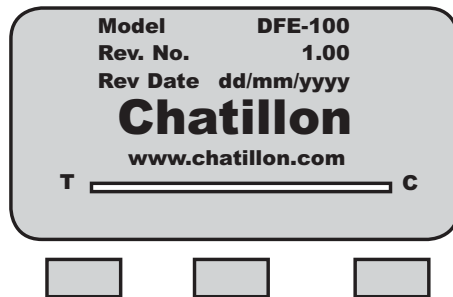 Model DFE-100
Rev. No. 1.00
Rev Date dd/mm/yyyy
Chatillon
www.chatillon.com
T C